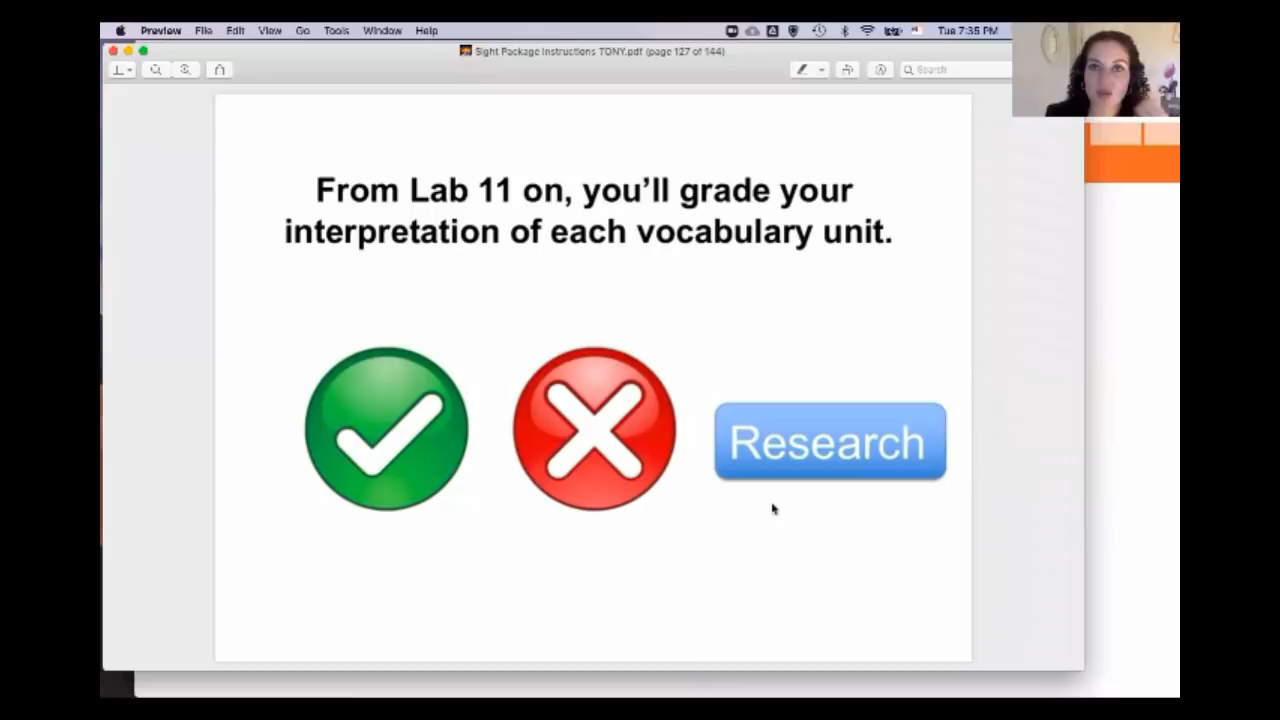 Preview File Edit View Go Tools Window Help
Tue 7:35 PM
Sight Package Instructions TONY.pdf (page 127 of 144)
Search
From Lab 11 on, you’ll grade your
interpretation of each vocabulary unit.
Research